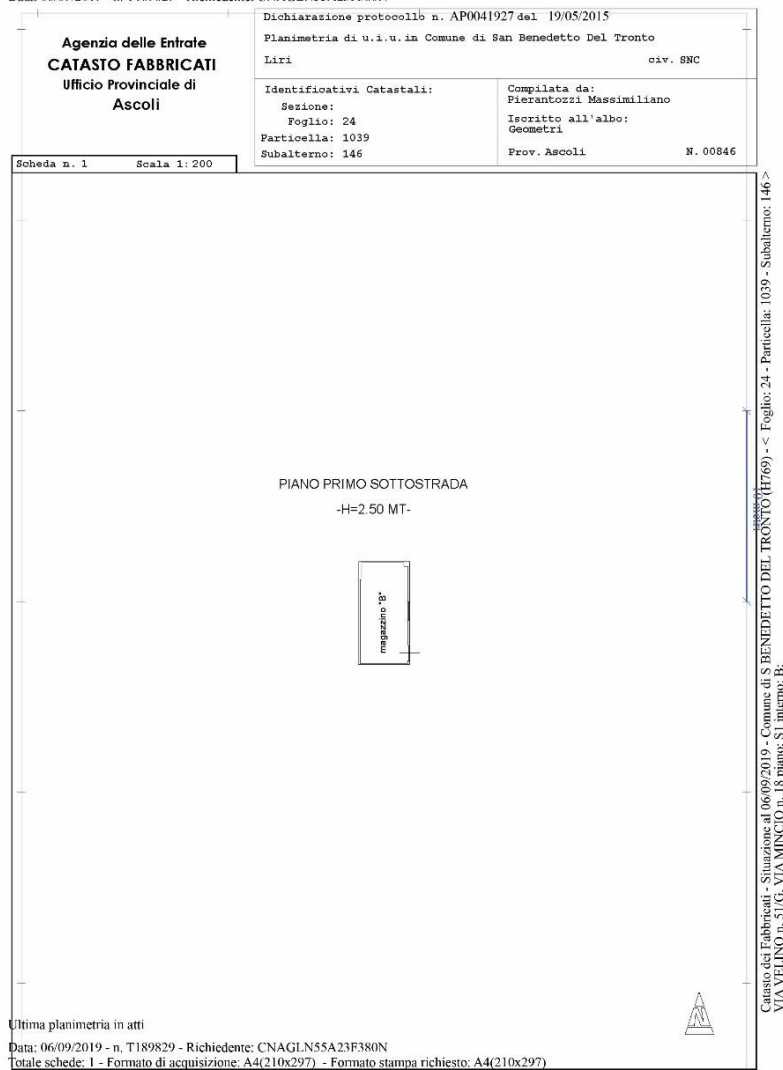 Agenzia delle Entrate
CATASTO FABBRICATI
Ufficio Provinciale di
Ascoli
Dichiarazione protocollo n. AP0041927 del 19/05/2015
Planimetria di u.i.u. in Comune di San Benedetto Del Tronto
Liri civ. SNC
Identificativi Catastali:
Sezione:
Foglio: 24
Particella: 1039
Subalterno: 146
Compilata da:
Pierantozzi Massimiliano
Iscritto all'albo:
Geometri
Prov. Ascoli N. 00846
Scheda n. 1 Scala 1:200
PIANO PRIMO SOTTOSTRADA
-H=2.50 MT-
magazzino "B"
Catasto dei Fabbricati - Situazione al 06/09/2019 - Comune di S BENEDETTO DEL TRONTO (H769) - < Foglio: 24 - Particella: 1039 - Subalterno: 146 >
VIA VELINO n. 51/G, VIA MINCIO n. 18 piano: S1 interno: B;
10 metri
N
Ultima planimetria in atti
Data: 06/09/2019 - n. T189829 - Richiedente: CNAGLN55A23F380N
Totale schede: 1 - Formato di acquisizione: A4(210x297) - Formato stampa richiesto: A4(210x297)